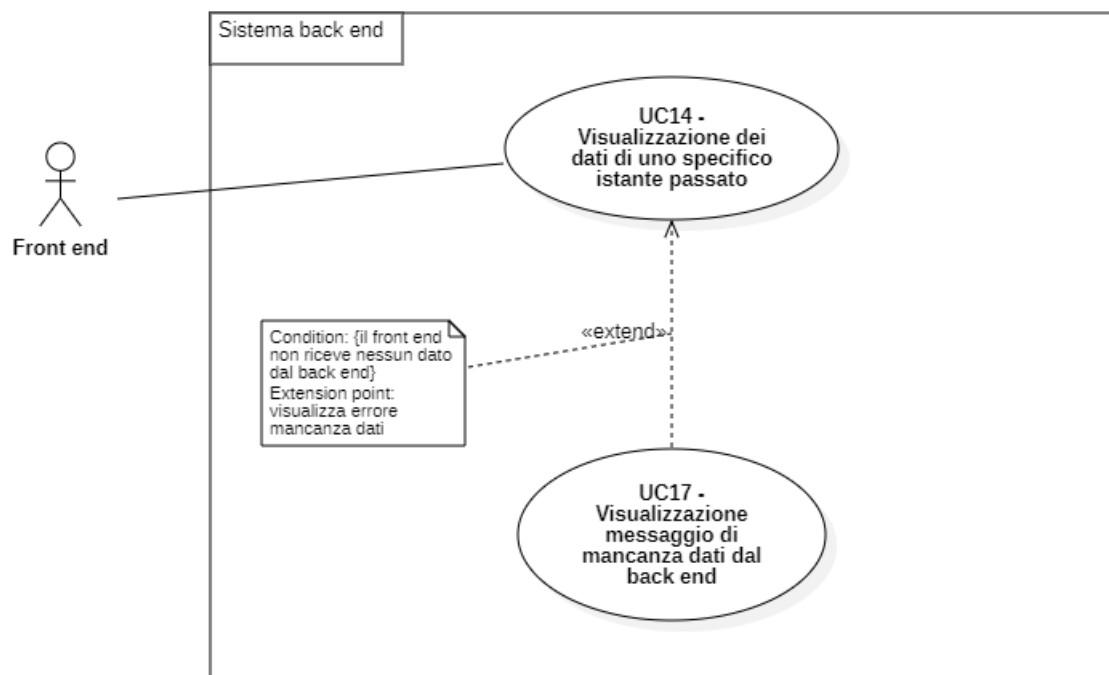 Sistema back end
UC14 -
Visualizzazione dei
dati di uno specifico
istante passato
Front end
«extend»
Condition: {il front end
non riceve nessun dato
dal back end}
Extension point:
visualizza errore
mancanza dati
UC17 -
Visualizzazione
messaggio di
mancanza dati dal
back end